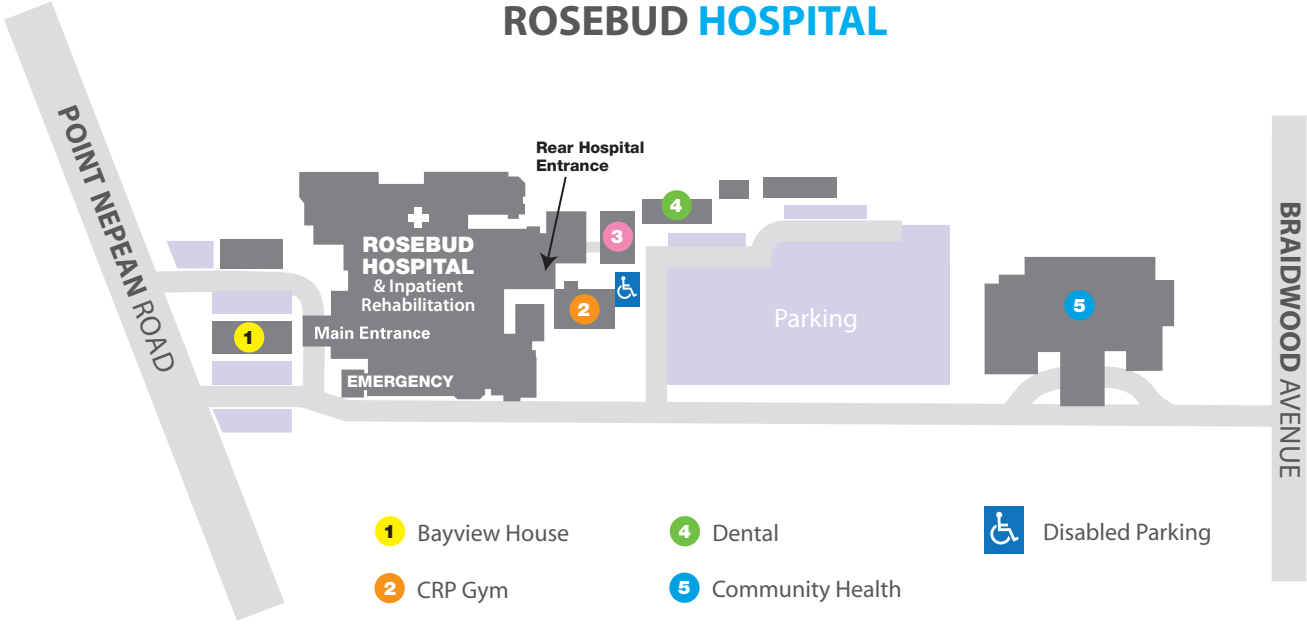 ROSEBUD HOSPITAL
POINT NEPEAN ROAD
Rear Hospital
Entrance
4
3
ROSEBUD
HOSPITAL
& Inpatient
Rehabilitation
2
Parking
5
BRAIDWOOD AVENUE
1
Main Entrance
EMERGENCY
1 Bayview House
4 Dental
Disabled Parking
2 CRP Gym
5 Community Health